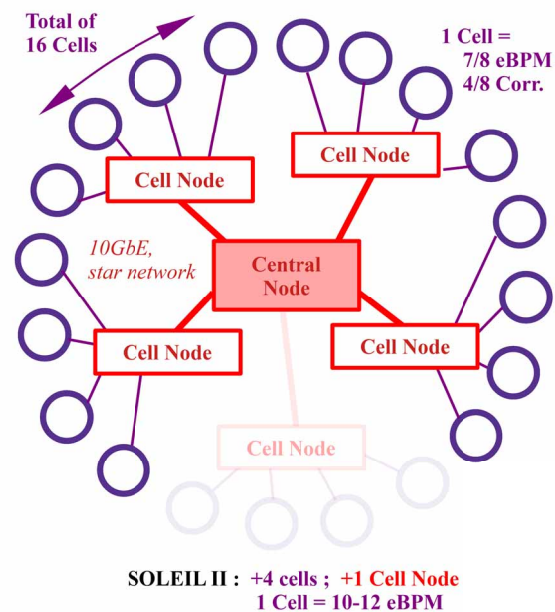 Total of
16 Cells
1 Cell =
7/8 eBPM
4/8 Corr.
Cell Node
Cell Node
10GbE,
star network
Central
Node
Cell Node
Cell Node
Cell Node
SOLEIL II : +4 cells ; +1 Cell Node
1 Cell = 10-12 eBPM